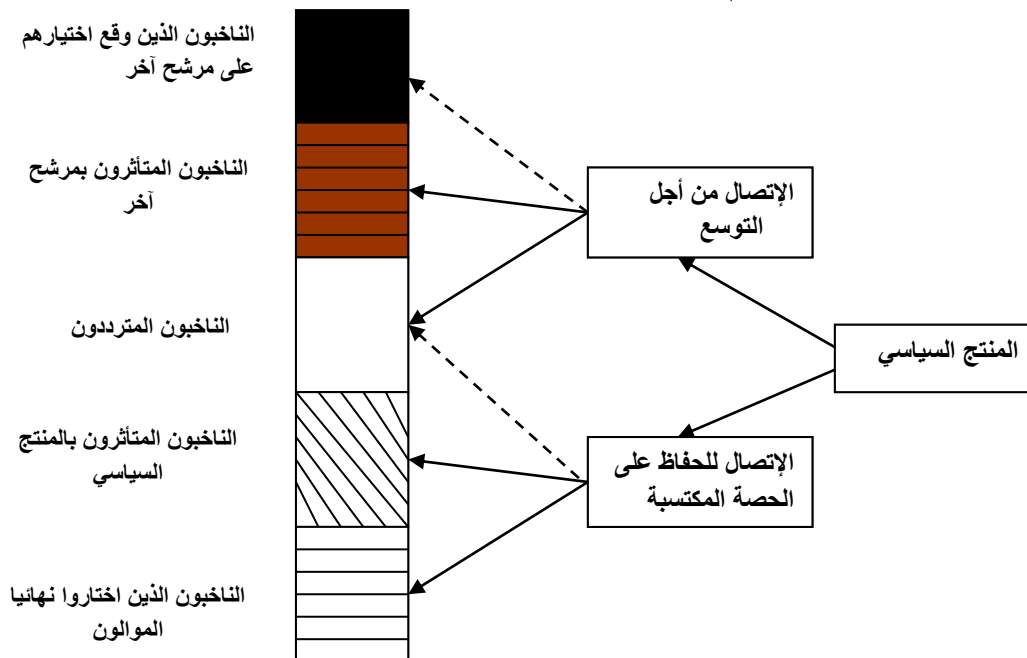 الناخبون الذين وقع اختيارهم
على مرشح آخر
الناخبون المتأثرون بمرشح
آخر
الإتصال من أجل
التوسع
الناخبون المترددون
المنتج السياسي
الناخبون المتأثرون بالمنتج
السياسي
الإتصال للحفاظ على
الحصة المكتسبة
الناخبون الذين اختاروا نهائيا
الموالون